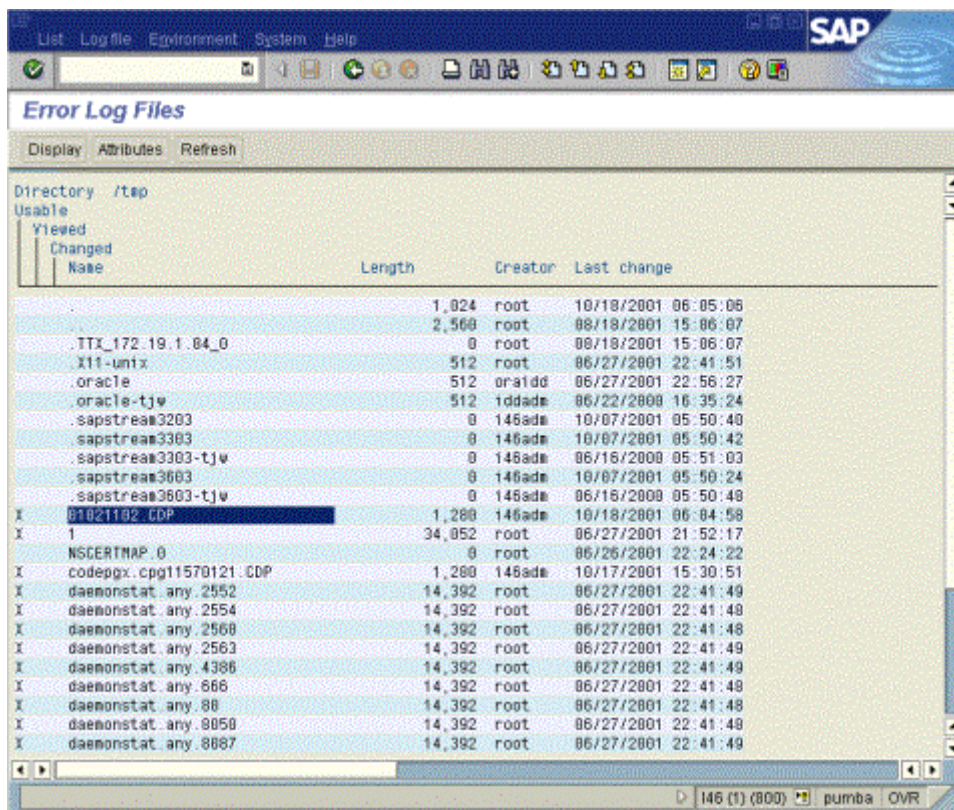 List Logfile Environment System Help
SAP
Error Log Files
Display Attributes Refresh
Directory /tmp
Usable
Viewed
Changed
Name Length Creator Last change
. 1,024 root 10/18/2001 06:05:06
.. 2,560 root 08/18/2001 15:06:07
.TTX_172.19.1.84_0 0 root 08/18/2001 15:06:07
.X11-unix 512 root 06/27/2001 22:41:51
.oracle 512 oraidd 06/27/2001 22:56:27
.oracle-tjw 512 iddadm 06/22/2000 16:35:24
.sapstream3203 0 i46adm 10/07/2001 05:50:40
.sapstream3303 0 i46adm 10/07/2001 05:50:42
.sapstream3303-tjw 0 i46adm 06/16/2000 05:51:03
.sapstream3603 0 i46adm 10/07/2001 05:50:24
.sapstream3603-tjw 0 i46adm 06/16/2000 05:50:48
X 01021102.CDP 1,280 i46adm 10/18/2001 06:04:58
X 1 34,052 root 06/27/2001 21:52:17
NSCERTMAP.0 0 root 06/26/2001 22:24:22
X codepgx.cpg11570121.CDP 1,280 i46adm 10/17/2001 15:30:51
X daemonstat.any.2552 14,392 root 06/27/2001 22:41:49
X daemonstat.any.2554 14,392 root 06/27/2001 22:41:48
X daemonstat.any.2560 14,392 root 06/27/2001 22:41:48
X daemonstat.any.2563 14,392 root 06/27/2001 22:41:49
X daemonstat.any.4386 14,392 root 06/27/2001 22:41:49
X daemonstat.any.666 14,392 root 06/27/2001 22:41:48
X daemonstat.any.80 14,392 root 06/27/2001 22:41:48
X daemonstat.any.8050 14,392 root 06/27/2001 22:41:48
X daemonstat.any.8087 14,392 root 06/27/2001 22:41:49
I46 (1) (800) pumba OVR